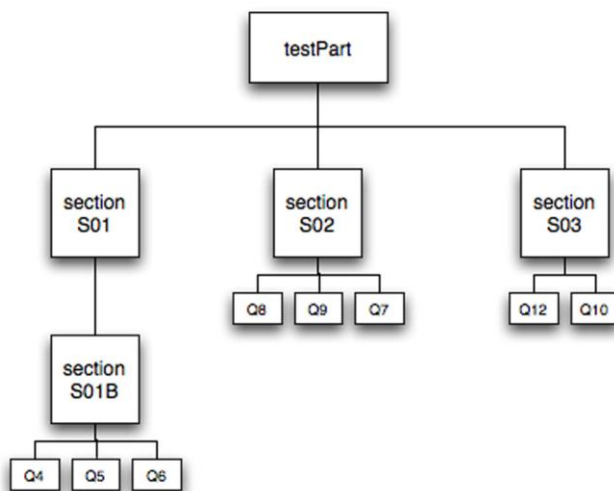 testPart
section
S01
section
S02
section
S03
Q8
Q9
Q7
Q12
Q10
section
S01B
Q4
Q5
Q6